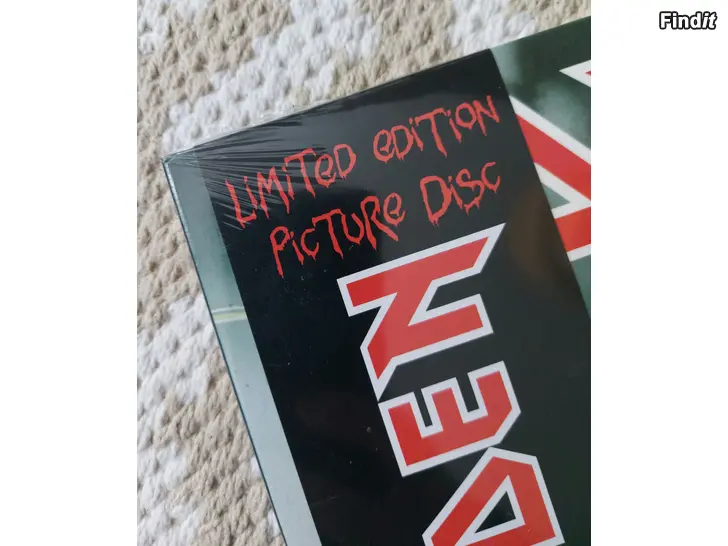 Findit
LiMiTeD eDiTiON
PiCTURe DiSC
DEN